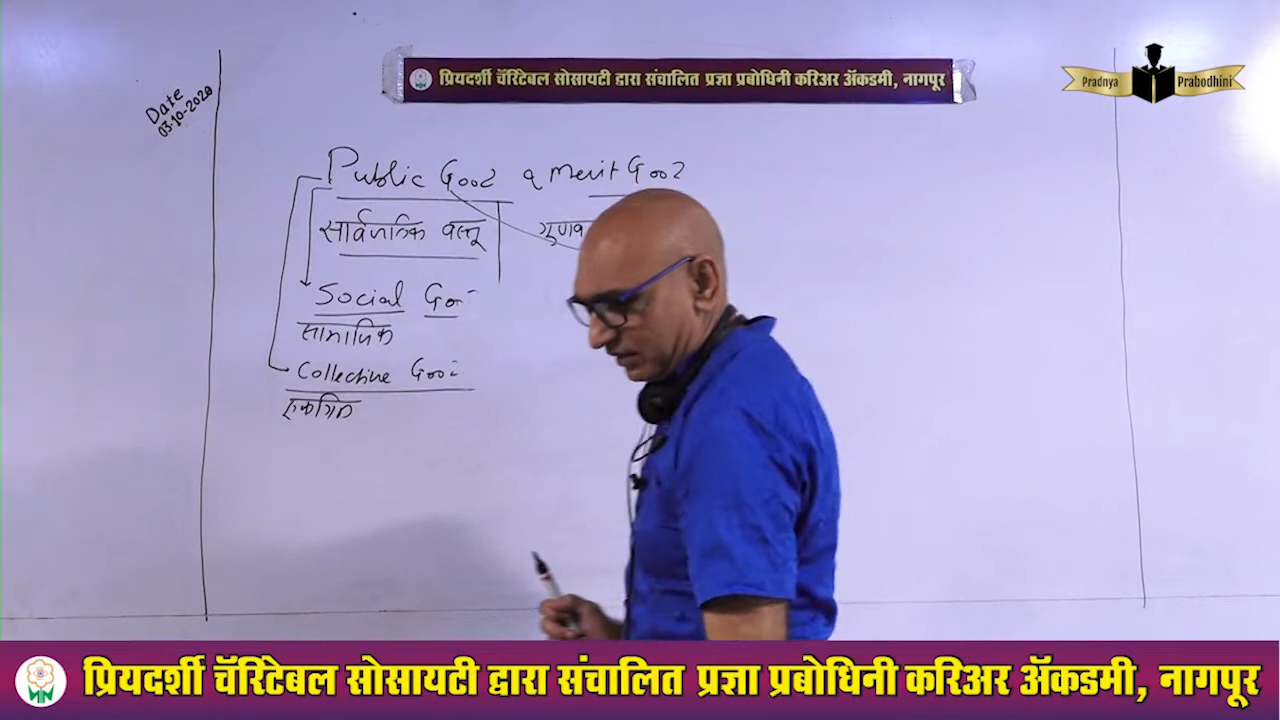 प्रियदर्शी चॅरिटेबल सोसायटी द्वारा संचालित प्रज्ञा प्रबोधिनी करिअर ॲकडमी, नागपूर
Pradnya Prabodhini
Date
03-10-2020
Public Good व Merit Good
सार्वजनिक वस्तू
Social Goo
सामाजिक
Collective Goo
एकत्रित
प्रियदर्शी चॅरिटेबल सोसायटी द्वारा संचालित प्रज्ञा प्रबोधिनी करिअर ॲकडमी, नागपूर